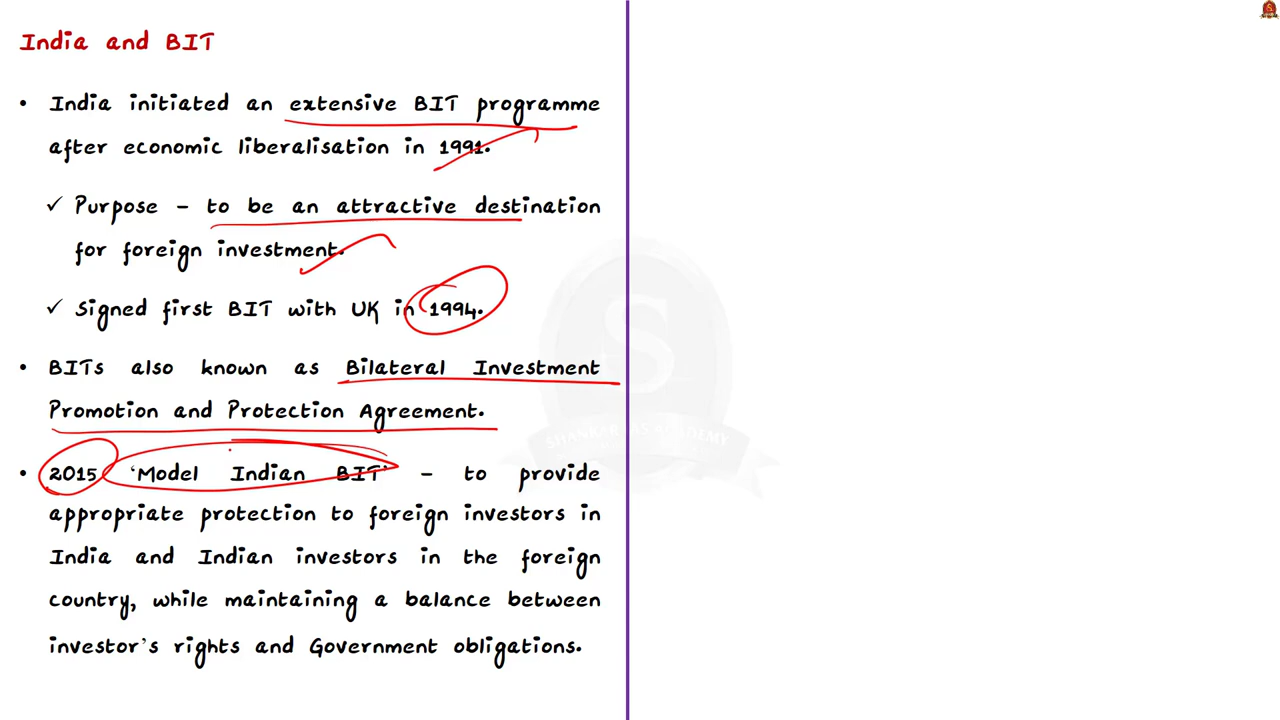 India and BIT
• India initiated an extensive BIT programme
after economic liberalisation in 1991.
✓ Purpose – to be an attractive destination
for foreign investment.
✓ Signed first BIT with UK in 1994.
• BITs also known as Bilateral Investment
Promotion and Protection Agreement.
• 2015 'Model Indian BIT' – to provide
appropriate protection to foreign investors in
India and Indian investors in the foreign
country, while maintaining a balance between
investor's rights and Government obligations.